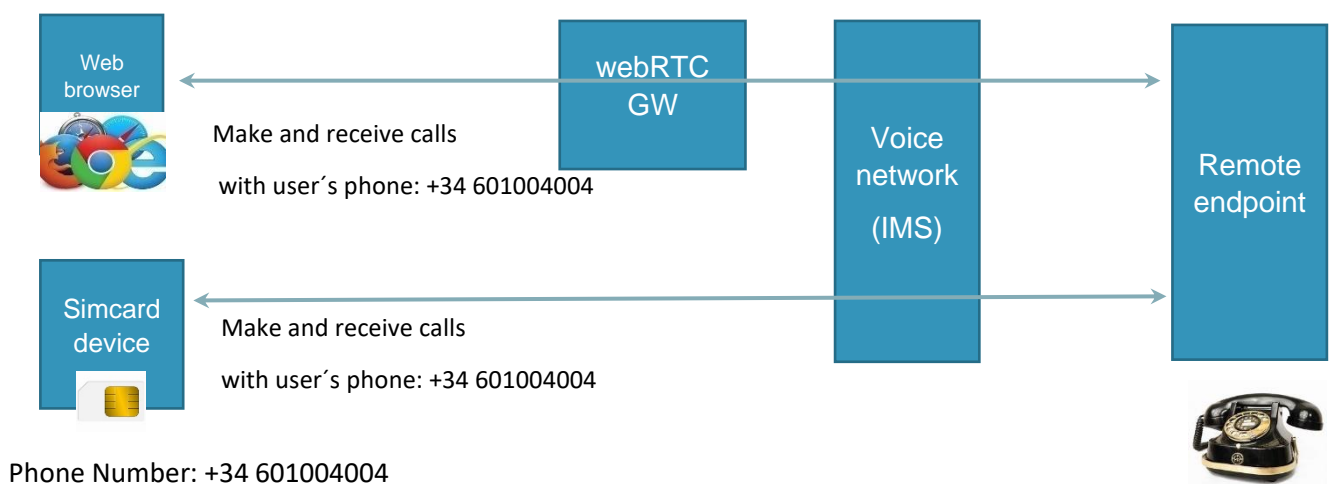 Web
browser
webRTC
GW
Make and receive calls
with user´s phone: +34 601004004
Voice
network
(IMS)
Remote
endpoint
Simcard
device
Make and receive calls
with user´s phone: +34 601004004
Phone Number: +34 601004004